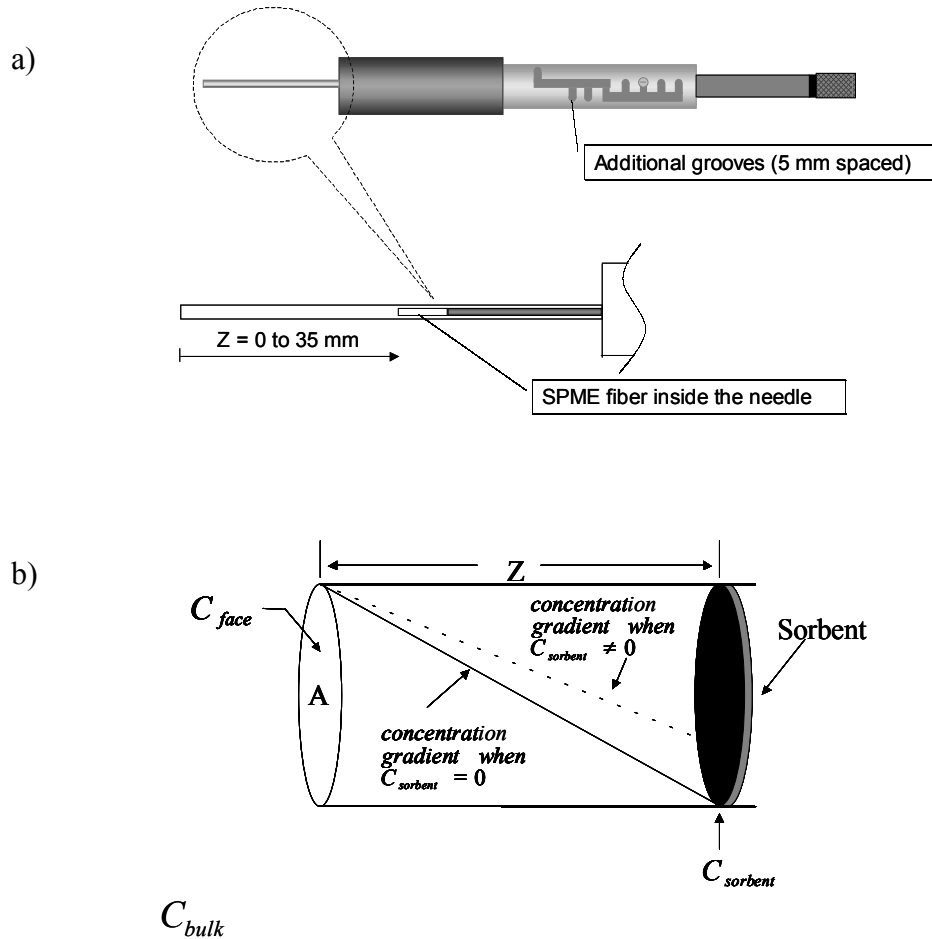 a)
Additional grooves (5 mm spaced)
Z = 0 to 35 mm
SPME fiber inside the needle
b)
Z
C face
concentration
gradient when
C sorbent ≠ 0
Sorbent
A
concentration
gradient when
C sorbent = 0
C sorbent
C bulk